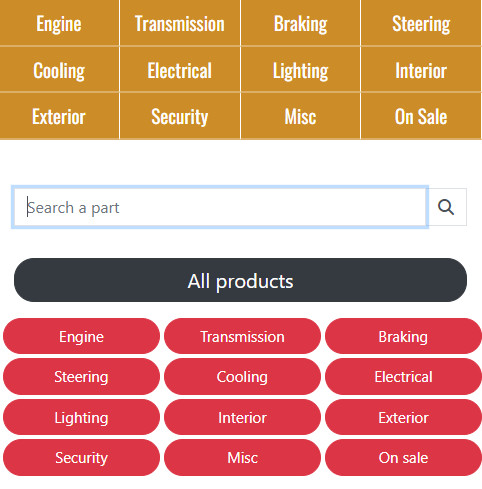 Engine Transmission Braking Steering
Cooling Electrical Lighting Interior
Exterior Security Misc On Sale
Search a part
All products
Engine Transmission Braking
Steering Cooling Electrical
Lighting Interior Exterior
Security Misc On sale